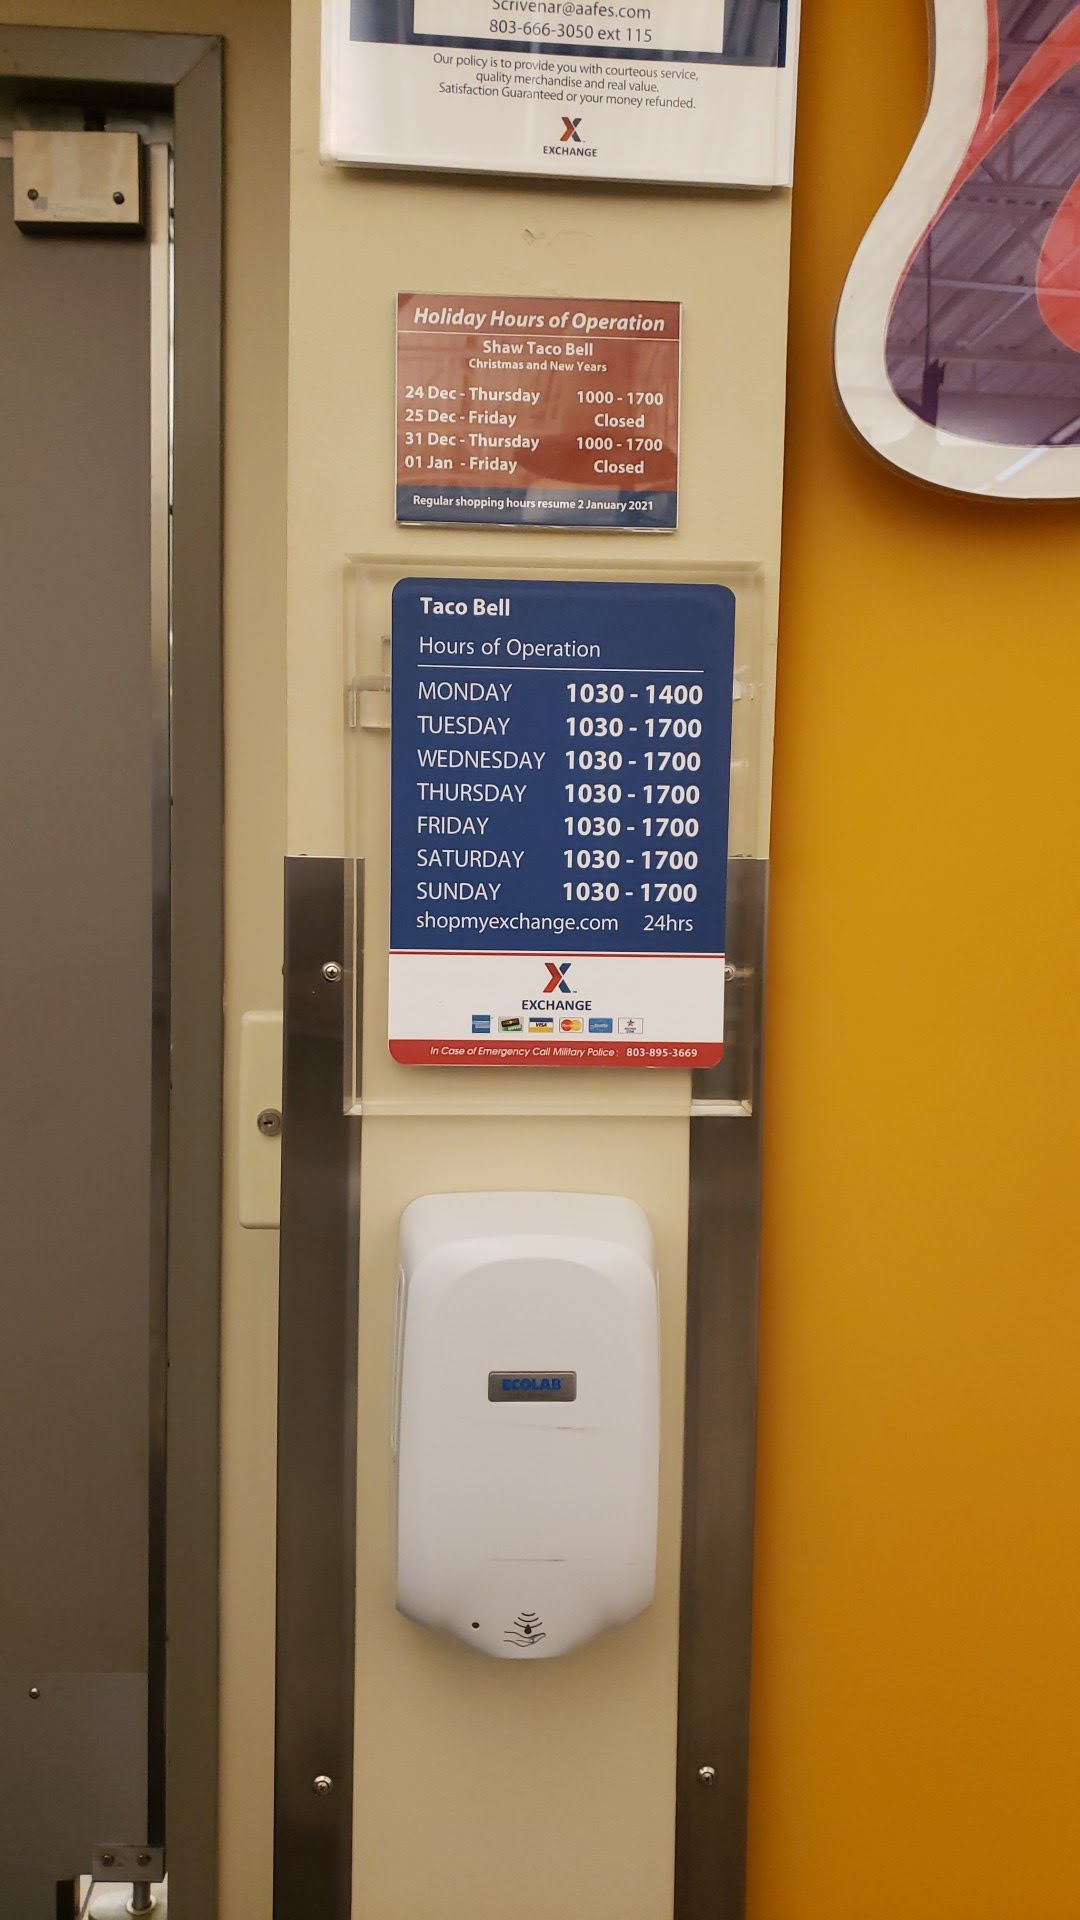 Scrivenar@aafes.com
803-666-3050 ext 115
Our policy is to provide you with courteous service,
quality merchandise and real value.
Satisfaction Guaranteed or your money refunded.
EXCHANGE
Holiday Hours of Operation
Shaw Taco Bell
Christmas and New Years
24 Dec - Thursday 1000 - 1700
25 Dec - Friday Closed
31 Dec - Thursday 1000 - 1700
01 Jan - Friday Closed
Regular shopping hours resume 2 January 2021
Taco Bell
Hours of Operation
MONDAY 1030 - 1400
TUESDAY 1030 - 1700
WEDNESDAY 1030 - 1700
THURSDAY 1030 - 1700
FRIDAY 1030 - 1700
SATURDAY 1030 - 1700
SUNDAY 1030 - 1700
shopmyexchange.com 24hrs
EXCHANGE
VISA
In Case of Emergency Call Military Police : 803-895-3669
ECOLAB